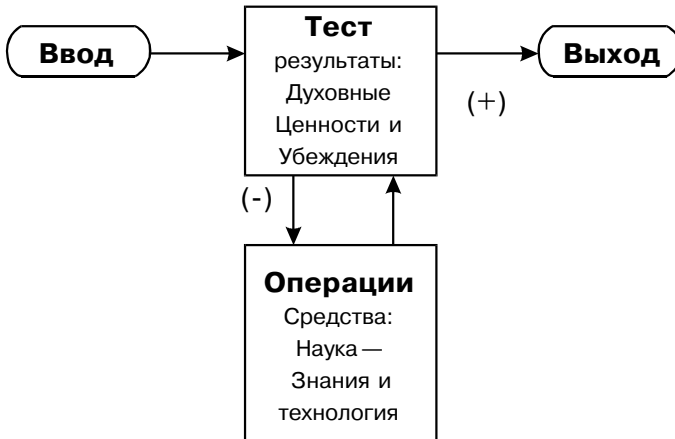 Ввод
Тест
результаты:
Духовные
Ценности и
Убеждения
Выход
(+)
(-)
Операции
Средства:
Наука —
Знания и
технология